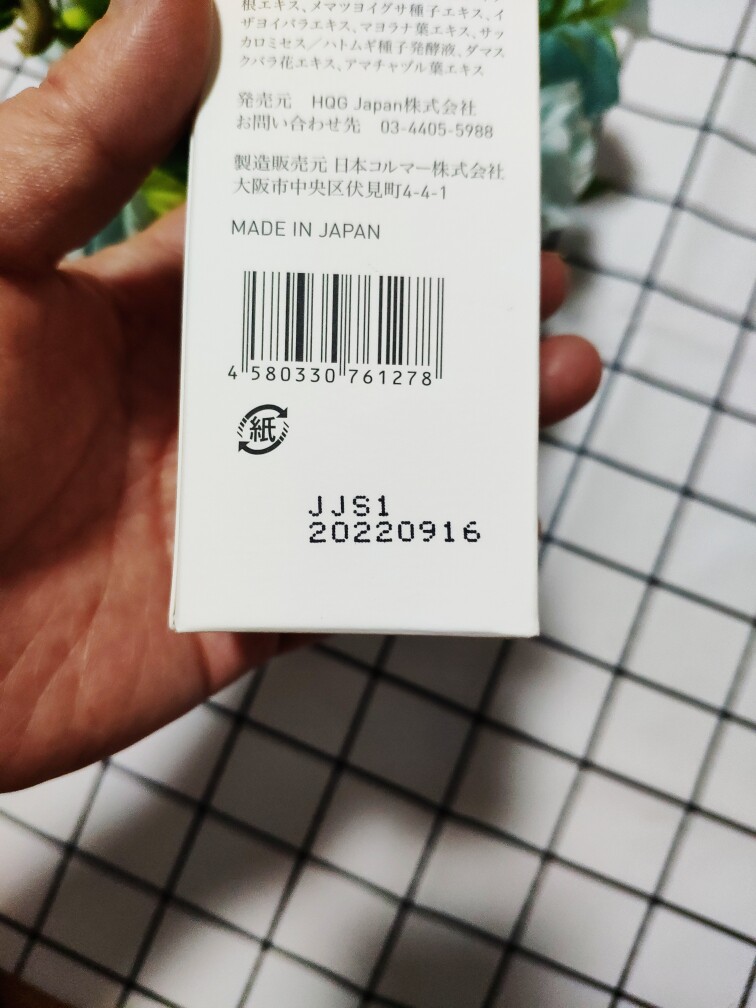 根エキス、メマツヨイグサ種子エキス、イ
ザヨイバラエキス、マヨラナ葉エキス、サッ
カロミセス／ハトムギ種子発酵液、ダマス
クバラ花エキス、アマチャヅル葉エキス
発売元 HQG Japan株式会社
お問い合わせ先 03-4405-5988
製造販売元 日本コルマー株式会社
大阪市中央区伏見町4-4-1
MADE IN JAPAN
4 580330 761278
紙
JJS1
20220916